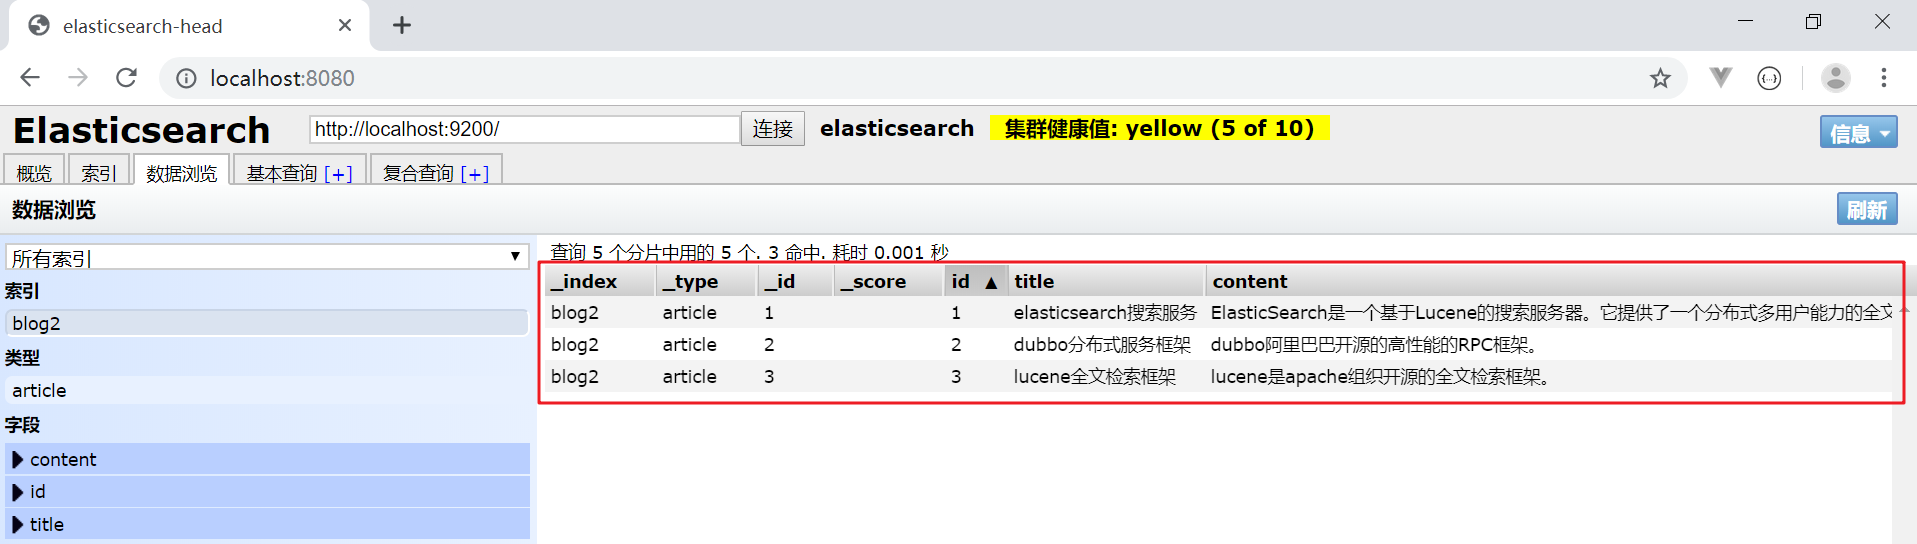 elasticsearch-head
localhost:8080
Elasticsearch http://localhost:9200/ 连接 elasticsearch 集群健康值: yellow (5 of 10) 信息
概览 索引 数据浏览 基本查询 [+] 复合查询 [+]
数据浏览 刷新
所有索引
索引
blog2
类型
article
字段
content
id
title
查询 5 个分片中用的 5 个. 3 命中. 耗时 0.001 秒
_index _type _id _score id ▲ title content
blog2 article 1 1 elasticsearch搜索服务 ElasticSearch是一个基于Lucene的搜索服务器。它提供了一个分布式多用户能力的全文
blog2 article 2 2 dubbo分布式服务框架 dubbo阿里巴巴开源的高性能的RPC框架。
blog2 article 3 3 lucene全文检索框架 lucene是apache组织开源的全文检索框架。